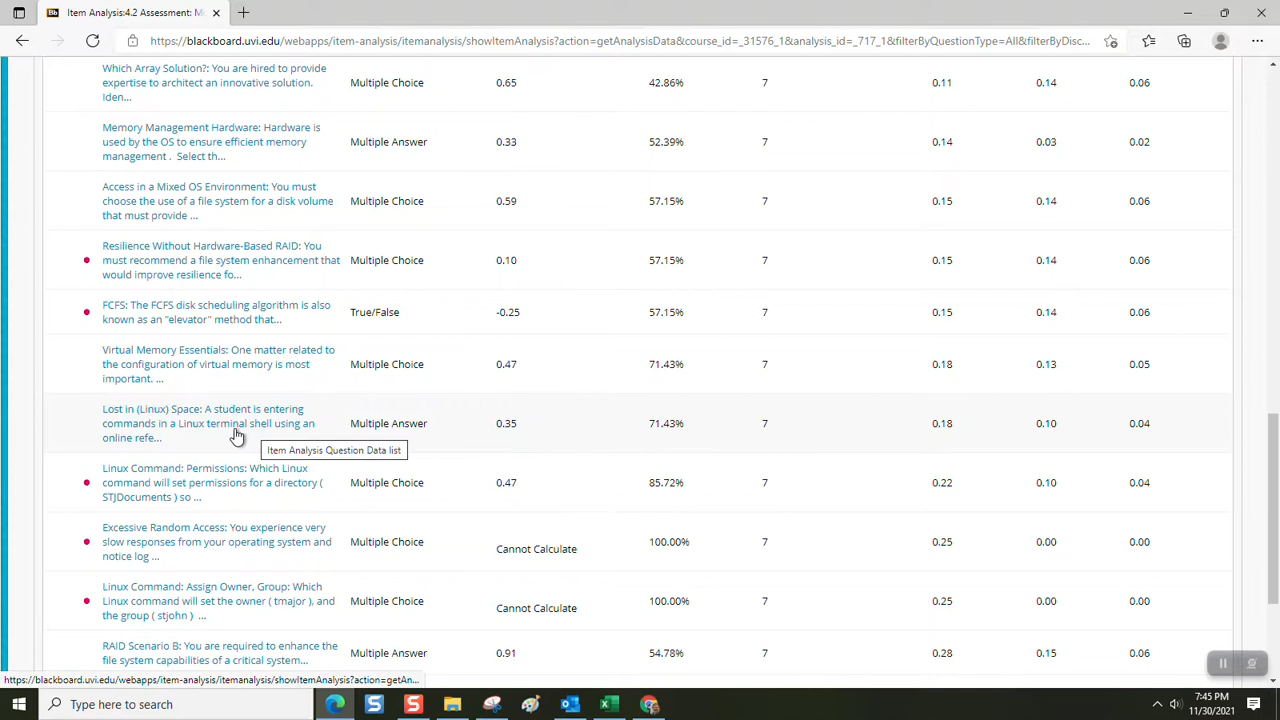 Item Analysis:4.2 Assessment: M
https://blackboard.uvi.edu/webapps/item-analysis/itemanalysis/showItemAnalysis?action=getAnalysisData&course_id=_31576_1&analysis_id=_717_1&filterByQuestionType=All&filterByDisc...
Which Array Solution?: You are hired to provide
expertise to architect an innovative solution.
Iden...
Multiple Choice 0.65 42.86% 7 0.11 0.14 0.06
Memory Management Hardware: Hardware is
used by the OS to ensure efficient memory
management . Select th...
Multiple Answer 0.33 52.39% 7 0.14 0.03 0.02
Access in a Mixed OS Environment: You must
choose the use of a file system for a disk volume
that must provide ...
Multiple Choice 0.59 57.15% 7 0.15 0.14 0.06
Resilience Without Hardware-Based RAID: You
must recommend a file system enhancement that
would improve resilience fo...
Multiple Choice 0.10 57.15% 7 0.15 0.14 0.06
FCFS: The FCFS disk scheduling algorithm is also
known as an "elevator" method that...
True/False -0.25 57.15% 7 0.15 0.14 0.06
Virtual Memory Essentials: One matter related to
the configuration of virtual memory is most
important. ...
Multiple Choice 0.47 71.43% 7 0.18 0.13 0.05
Lost in (Linux) Space: A student is entering
commands in a Linux terminal shell using an
online refe...
Multiple Answer 0.35 71.43% 7 0.18 0.10 0.04
Item Analysis Question Data list
Linux Command: Permissions: Which Linux
command will set permissions for a directory (
STJDocuments ) so ...
Multiple Choice 0.47 85.72% 7 0.22 0.10 0.04
Excessive Random Access: You experience very
slow responses from your operating system and
notice log ...
Multiple Choice Cannot Calculate 100.00% 7 0.25 0.00 0.00
Linux Command: Assign Owner, Group: Which
Linux command will set the owner ( tmajor ), and
the group ( stjohn ) ...
Multiple Choice Cannot Calculate 100.00% 7 0.25 0.00 0.00
RAID Scenario B: You are required to enhance the
file system capabilities of a critical system...
Multiple Answer 0.91 54.78% 7 0.28 0.15 0.06
https://blackboard.uvi.edu/webapps/item-analysis/itemanalysis/showItemAnalysis?action=getAn...
Type here to search
7:45 PM
11/30/2021